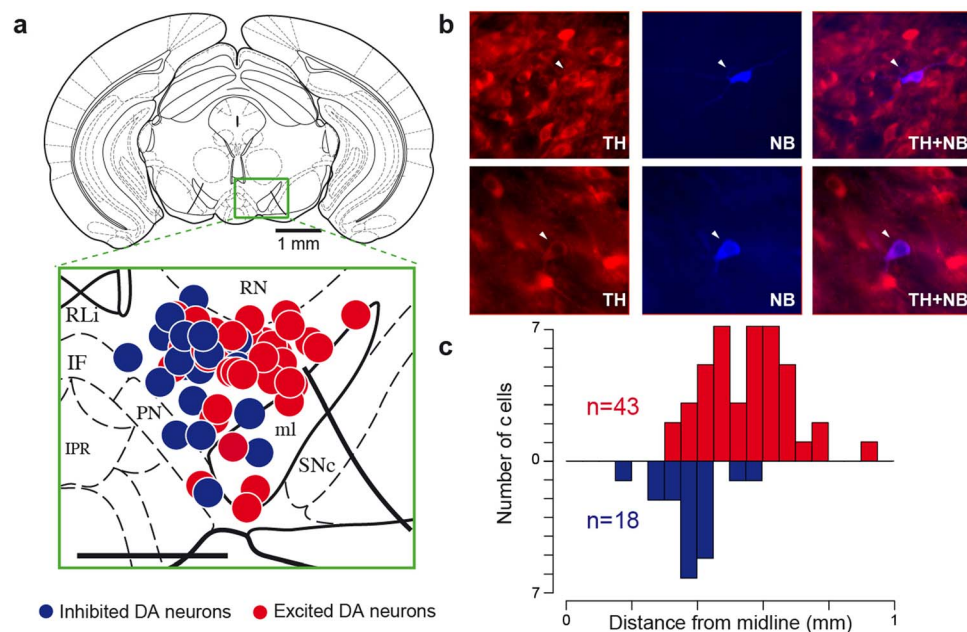 a
1 mm
RN
RLi
IF
PN
IPR
ml
SNc
Inhibited DA neurons
Excited DA neurons
b
TH
NB
TH+NB
TH
NB
TH+NB
c
7
n=43
Number of cells
0
n=18
7
0
1
Distance from midline (mm)